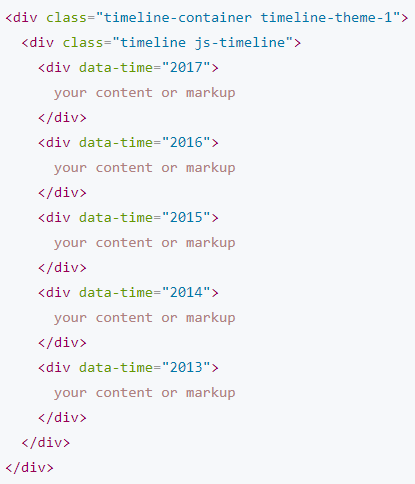 <div class="timeline-container timeline-theme-1">
<div class="timeline js-timeline">
<div data-time="2017">
your content or markup
</div>
<div data-time="2016">
your content or markup
</div>
<div data-time="2015">
your content or markup
</div>
<div data-time="2014">
your content or markup
</div>
<div data-time="2013">
your content or markup
</div>
</div>
</div>